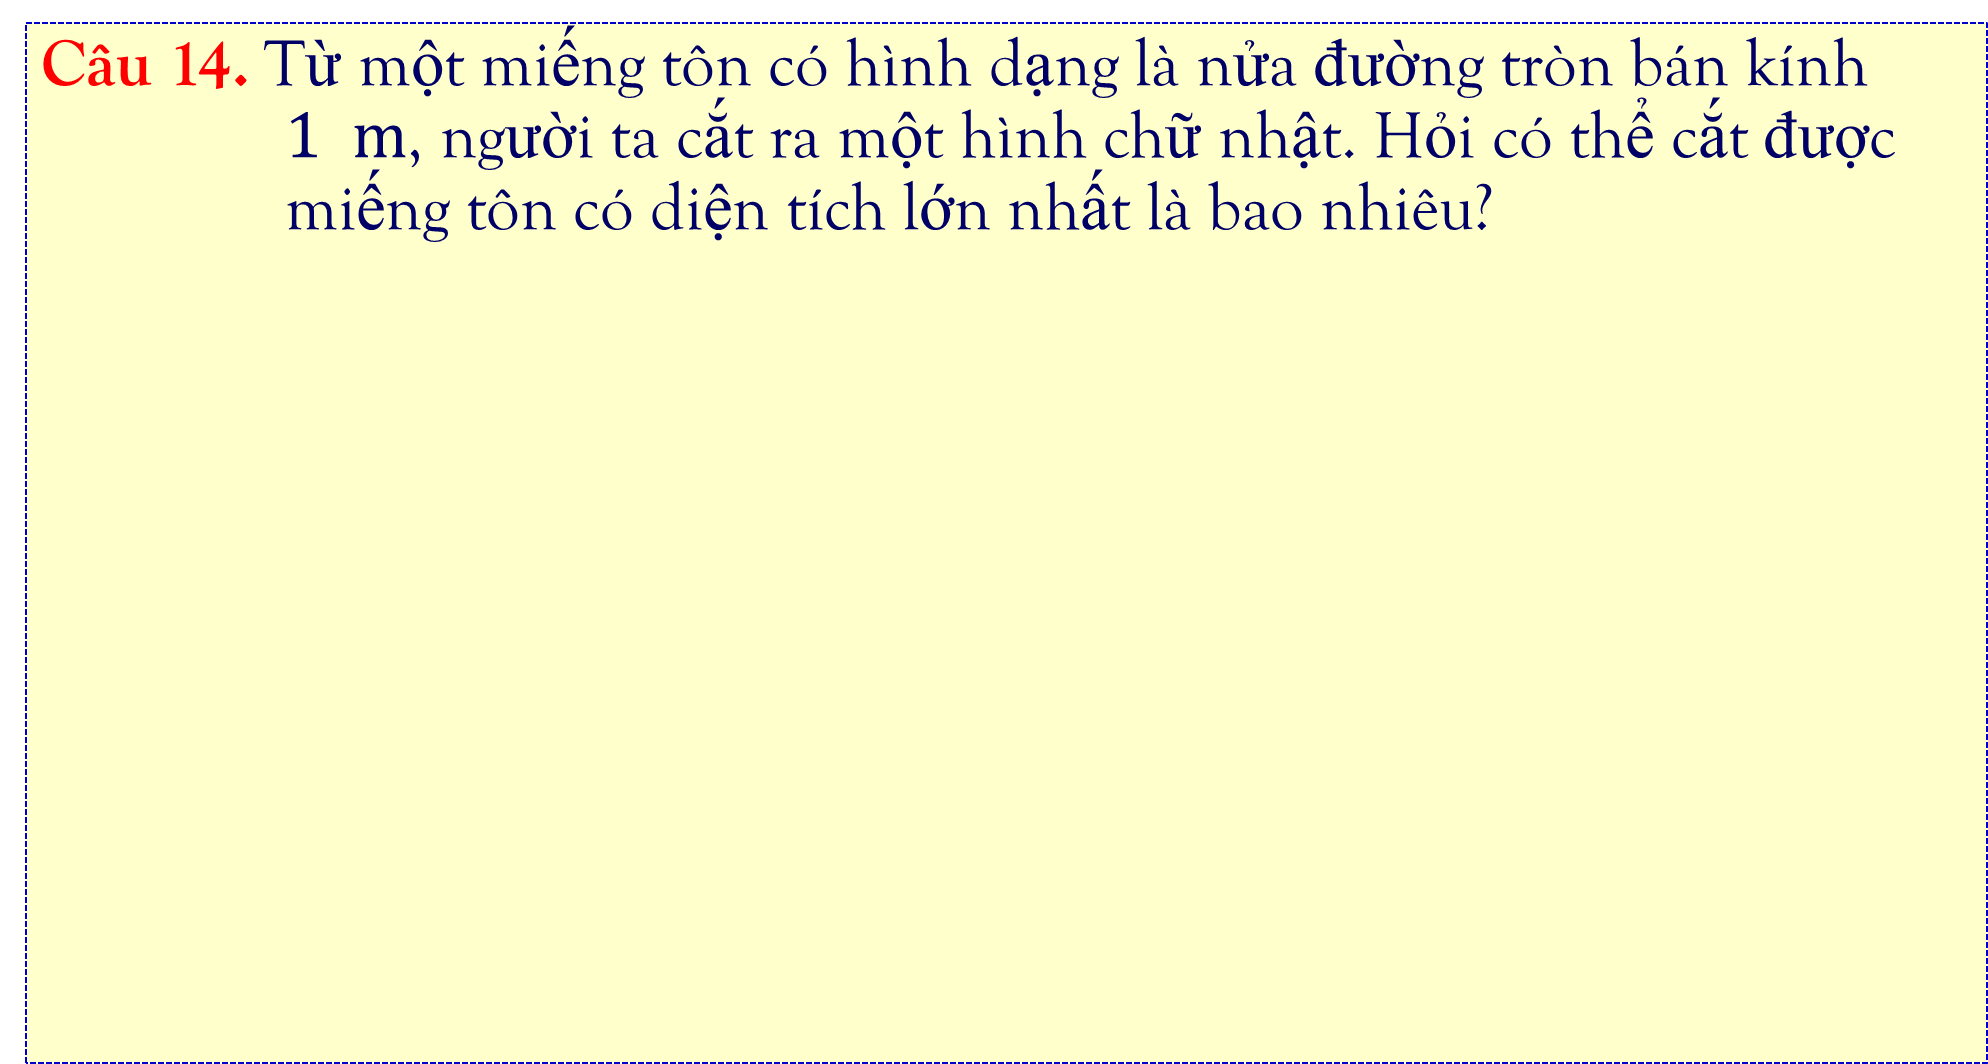 Câu 14. Từ một miếng tôn có hình dạng là nửa đường tròn bán kính
1 m, người ta cắt ra một hình chữ nhật. Hỏi có thể cắt được
miếng tôn có diện tích lớn nhất là bao nhiêu?